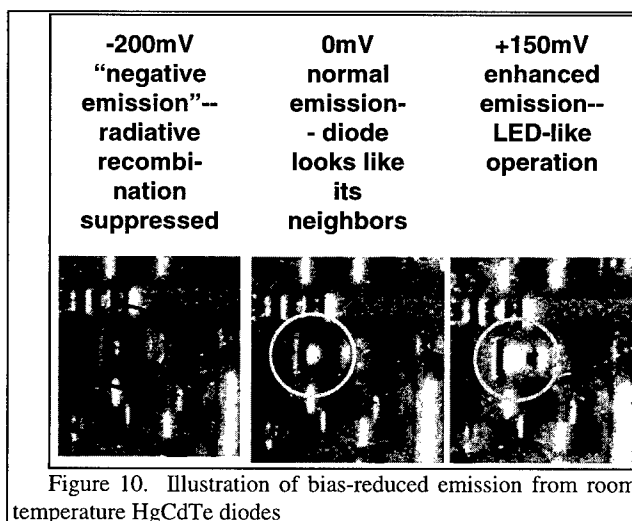 -200mV
“negative
emission”--
radiative
recombi-
nation
suppressed
0mV
normal
emission-
- diode
looks like
its
neighbors
+150mV
enhanced
emission--
LED-like
operation
Figure 10. Illustration of bias-reduced emission from room
temperature HgCdTe diodes